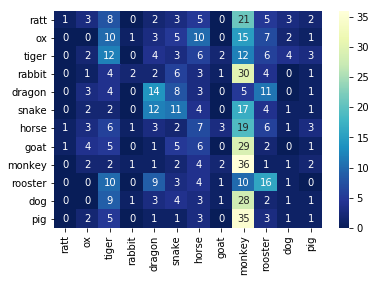 ratt 1 3 8 0 2 3 5 0 21 5 3 2
ox 0 0 10 1 3 5 10 0 15 7 2 1
tiger 0 2 12 0 4 3 6 2 12 6 4 3
rabbit 0 1 4 2 2 6 3 1 30 4 0 1
dragon 0 3 4 0 14 8 3 0 5 11 0 1
snake 0 2 2 0 12 11 4 0 17 4 1 1
horse 1 3 6 1 3 2 7 3 19 6 1 3
goat 1 4 5 0 1 5 6 0 29 2 0 1
monkey 0 2 2 1 1 2 4 2 36 1 1 2
rooster 0 0 10 0 9 3 4 1 10 16 1 0
dog 0 0 9 1 3 4 3 1 28 2 1 1
pig 0 2 5 0 1 1 3 0 35 3 1 1
ratt ox tiger rabbit dragon snake horse goat monkey rooster dog pig
35
30
25
20
15
10
5
0